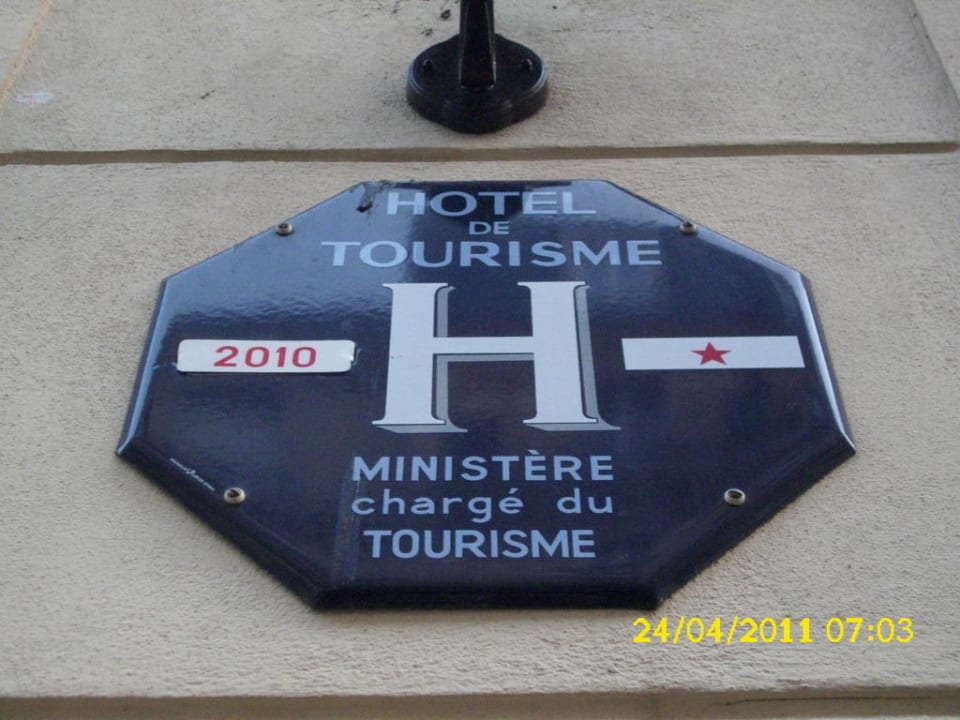 HOTEL
DE
TOURISME
H
2010
MINISTÈRE
chargé du
TOURISME
24/04/2011 07:03